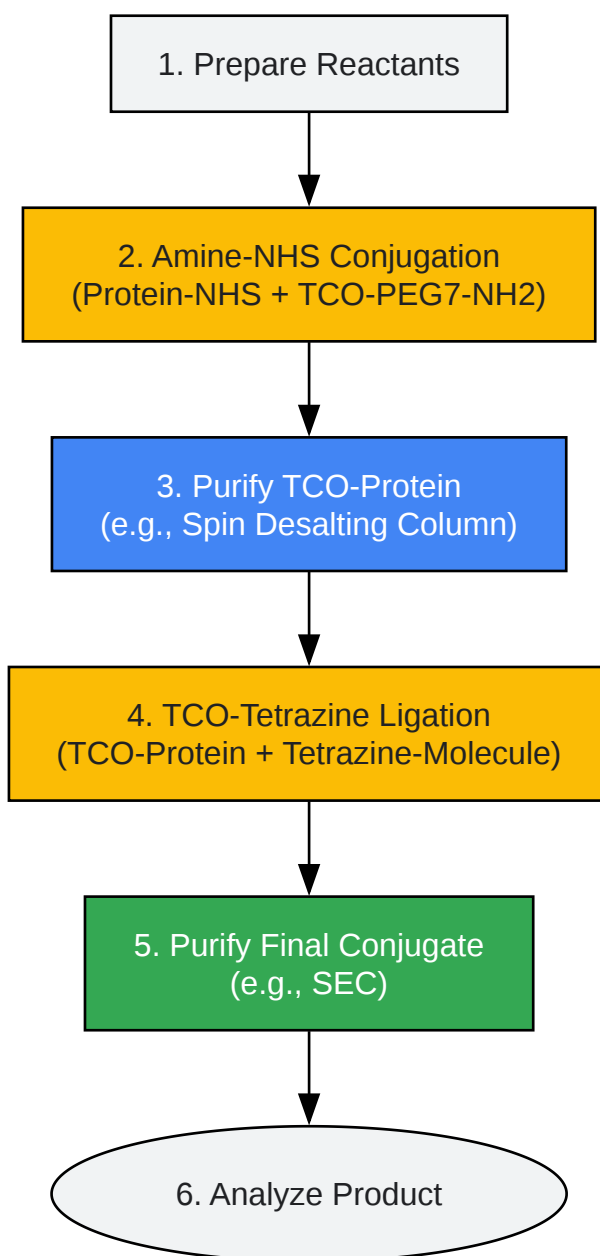 1. Prepare Reactants
2. Amine-NHS Conjugation
(Protein-NHS + TCO-PEG7-NH2)
3. Purify TCO-Protein
(e.g., Spin Desalting Column)
4. TCO-Tetrazine Ligation
(TCO-Protein + Tetrazine-Molecule)
5. Purify Final Conjugate
(e.g., SEC)
6. Analyze Product